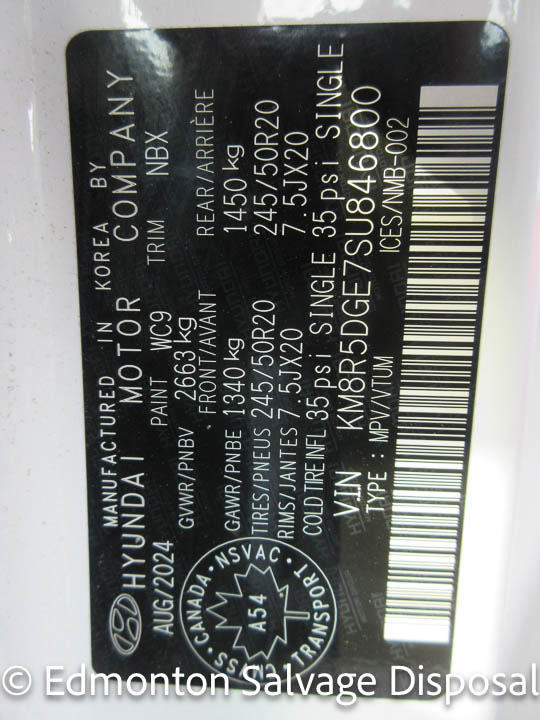 MANUFACTURED IN KOREA BY
HYUNDAI MOTOR COMPANY
AUG/2024 PAINT WC9 TRIM NBX
GVWR/PNBV 2663 kg
FRONT/AVANT REAR/ARRIÈRE
GAWR/PNBE 1340 kg 1450 kg
TIRES/PNEUS 245/50R20 245/50R20
RIMS/JANTES 7.5JX20 7.5JX20
COLD TIRE INFL 35 psi SINGLE 35 psi SINGLE
VIN KM8R5DGE7SU846800
TYPE : MPV/VTUM ICES/NMB-002
CANADA · NSVAC
A54
TRANSPORT
© Edmonton Salvage Disposal